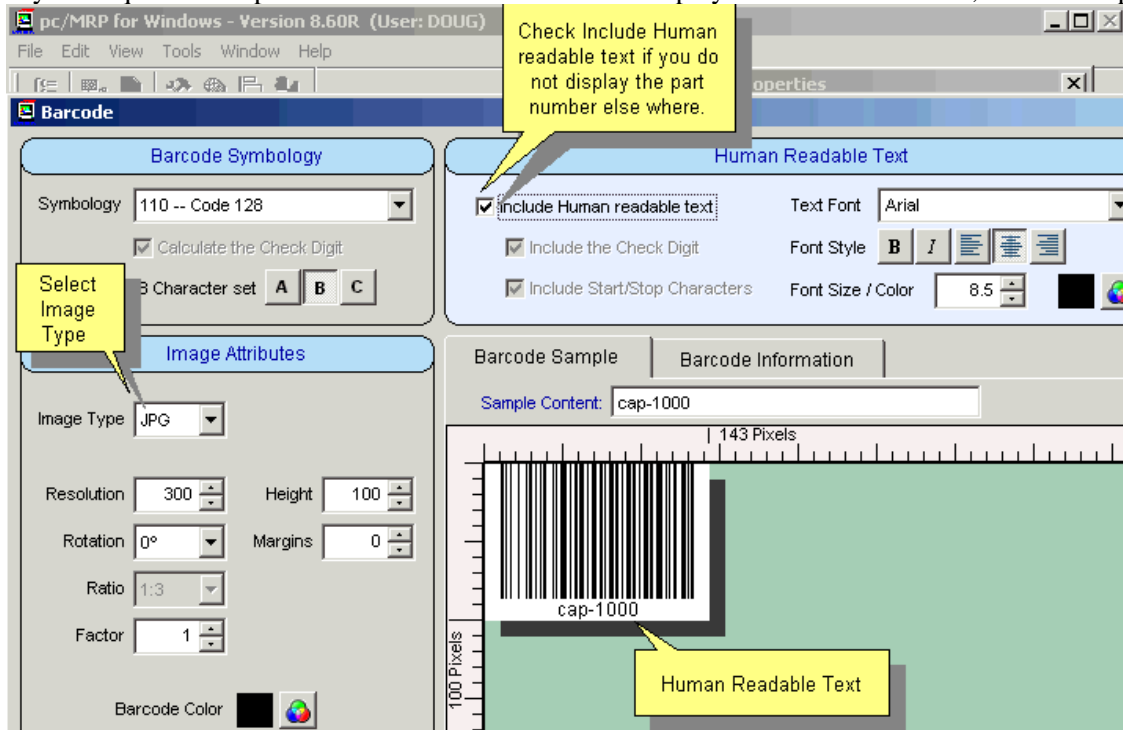 pc/MRP for Windows - Version 8.60R (User: DOUG)
File Edit View Tools Window Help
operties
Check Include Human
readable text if you do
not display the part
number else where.
Barcode
Barcode Symbology
Symbology 110 -- Code 128
Calculate the Check Digit
Character set A B C
Human Readable Text
Include Human readable text
Include the Check Digit
Include Start/Stop Characters
Text Font Arial
Font Style B I
Font Size / Color 8.5
Select
Image
Type
Image Attributes
Image Type JPG
Resolution 300 Height 100
Rotation 0° Margins 0
Ratio 1:3
Factor 1
Barcode Color
Barcode Sample Barcode Information
Sample Content: cap-1000
143 Pixels
100 Pixels
cap-1000
Human Readable Text